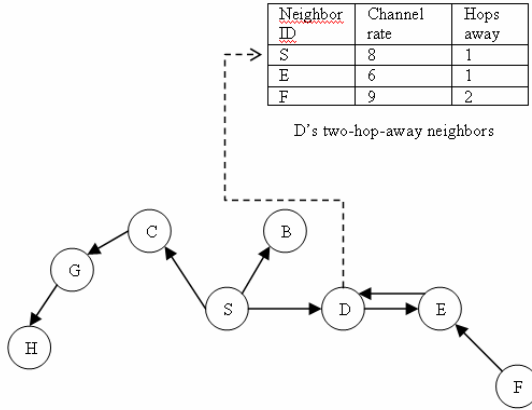 Neighbor ID Channel rate Hops away
S 8 1
E 6 1
F 9 2
D's two-hop-away neighbors
C
B
G
S
D
E
H
F